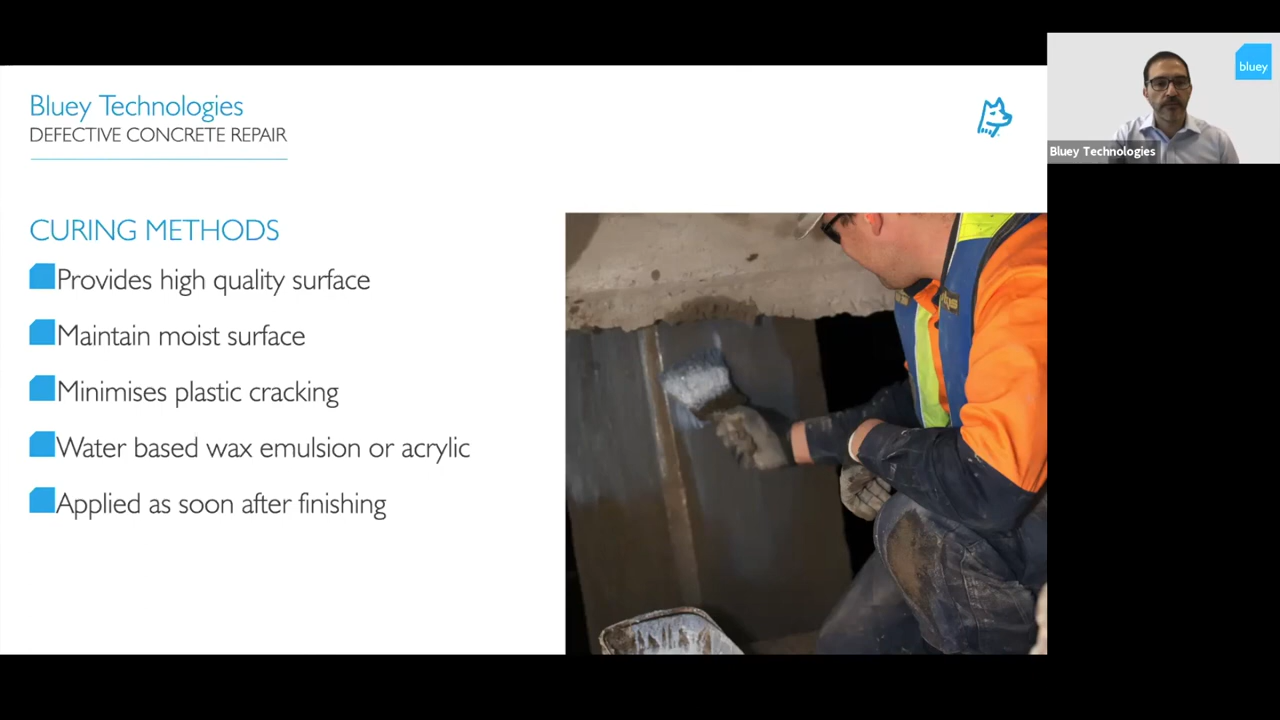 Bluey Technologies
DEFECTIVE CONCRETE REPAIR
CURING METHODS
Provides high quality surface
Maintain moist surface
Minimises plastic cracking
Water based wax emulsion or acrylic
Applied as soon after finishing
bluey
Bluey Technologies